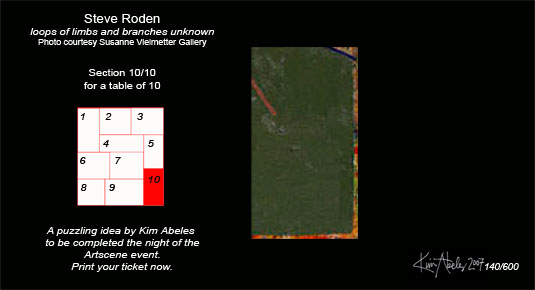 Steve Roden
loops of limbs and branches unknown
Photo courtesy Susanne Vielmetter Gallery
Section 10/10
for a table of 10
1 2 3
4 5
6 7
10
8 9
A puzzling idea by Kim Abeles
to be completed the night of the
Artscene event.
Print your ticket now.
Kim Abeles 2007 140/600